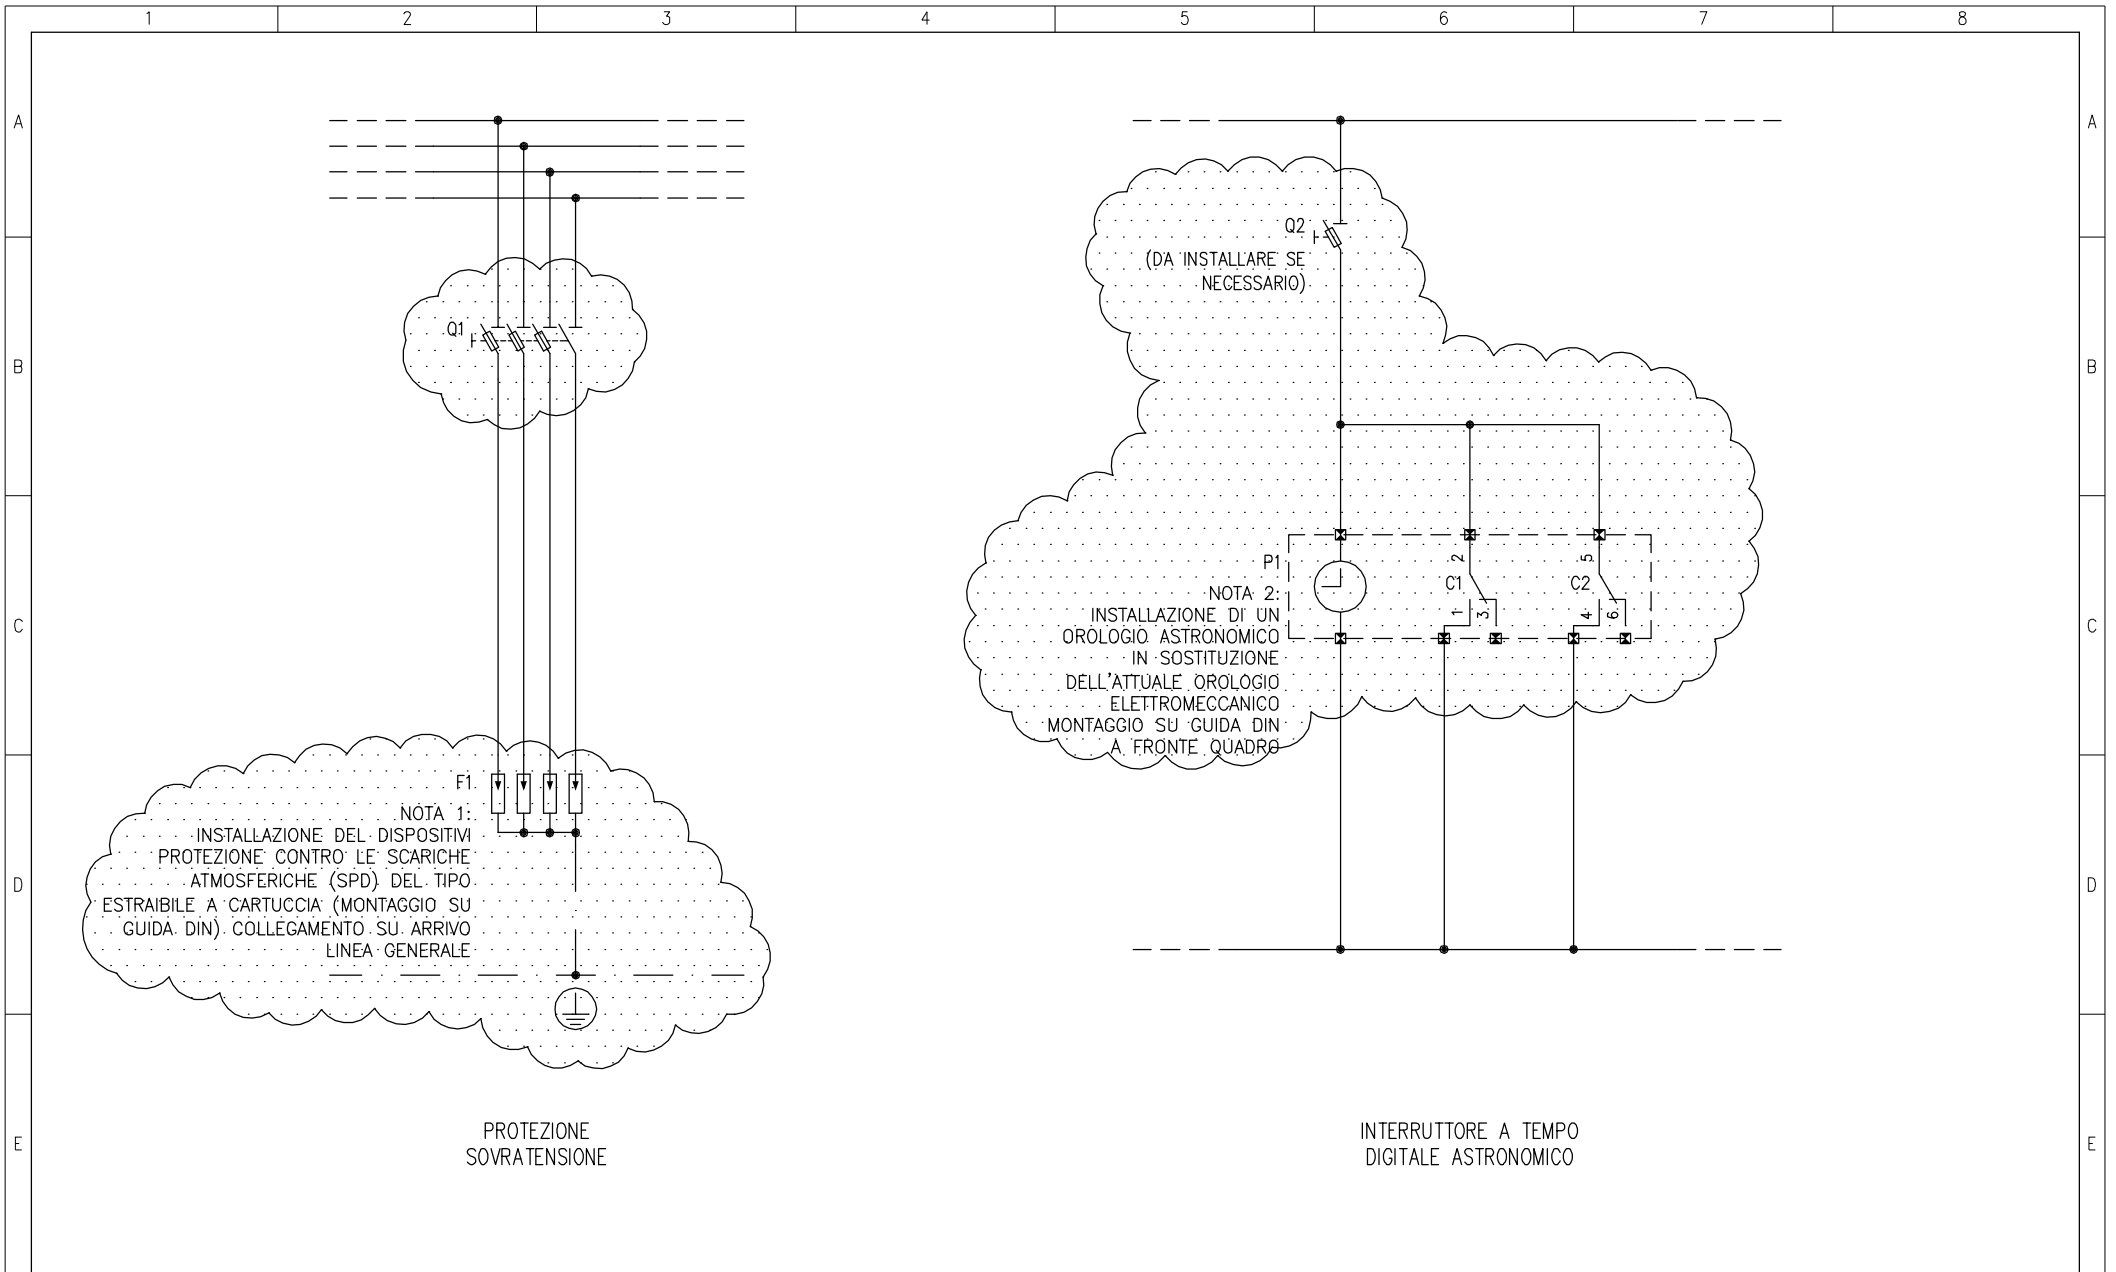 1 2 3 4 5 6 7 8
A A
Q2
(DA INSTALLARE SE
NECESSARIO)
Q1
B B
P1
2
5
C1
C2
1
3
4
6
NOTA 2:
INSTALLAZIONE DI UN
OROLOGIO ASTRONOMICO
IN SOSTITUZIONE
DELL'ATTUALE OROLOGIO
ELETTROMECCANICO
MONTAGGIO SU GUIDA DIN
A FRONTE QUADRO
C C
F1
NOTA 1:
INSTALLAZIONE DEL DISPOSITIVI
PROTEZIONE CONTRO LE SCARICHE
ATMOSFERICHE (SPD) DEL TIPO
ESTRAIBILE A CARTUCCIA (MONTAGGIO SU
GUIDA DIN) COLLEGAMENTO SU ARRIVO
LINEA GENERALE
D D
PROTEZIONE
SOVRATENSIONE
INTERRUTTORE A TEMPO
DIGITALE ASTRONOMICO
E E